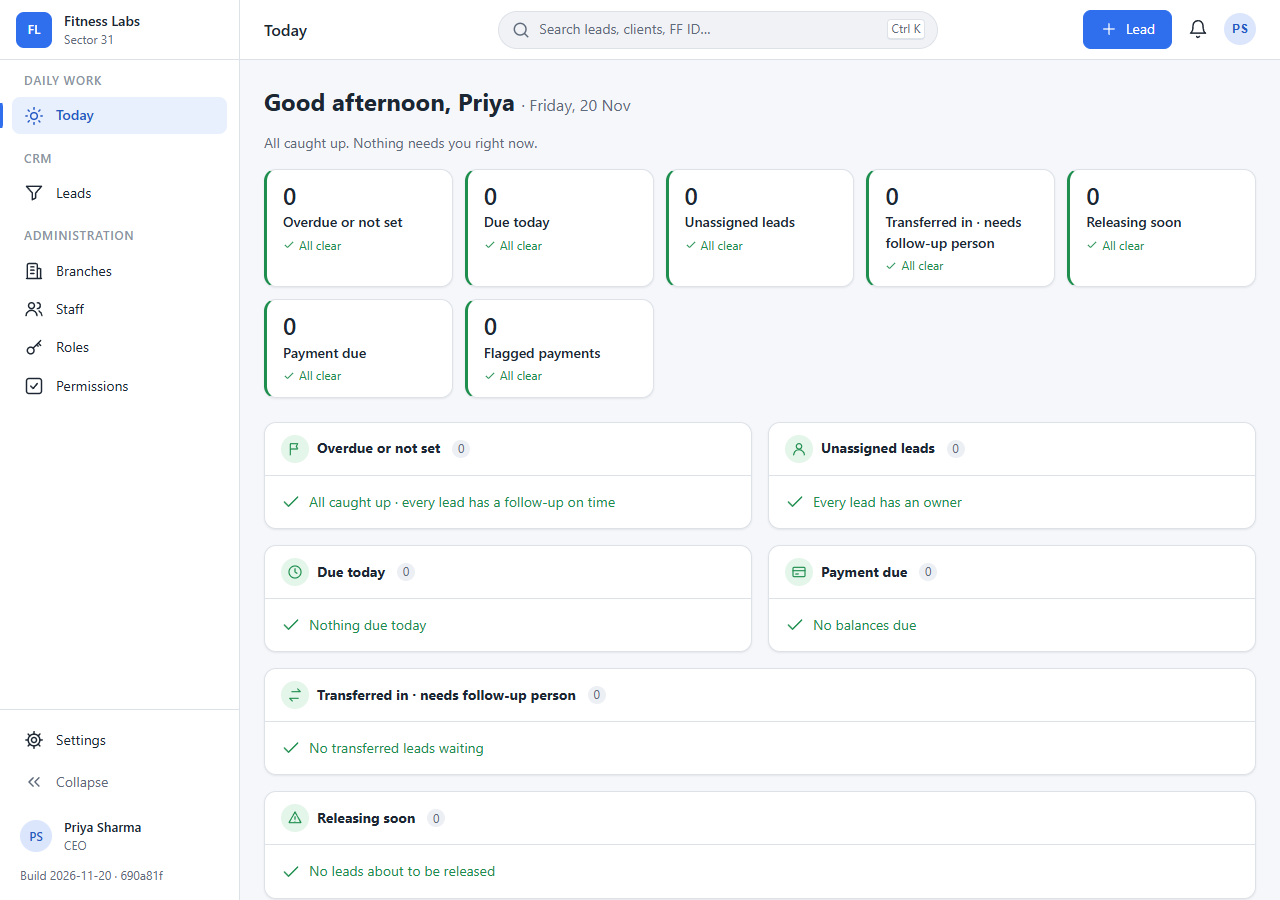 FL
Fitness Labs
Sector 31
DAILY WORK
Today
CRM
Leads
ADMINISTRATION
Branches
Staff
Roles
Permissions
Settings
Collapse
PS
Priya Sharma
CEO
Build 2026-11-20 · 690a81f
Today
Search leads, clients, FF ID...
Ctrl K
Lead
PS
Good afternoon, Priya · Friday, 20 Nov
All caught up. Nothing needs you right now.
0
Overdue or not set
All clear
0
Due today
All clear
0
Unassigned leads
All clear
0
Transferred in · needs
follow-up person
All clear
0
Releasing soon
All clear
0
Payment due
All clear
0
Flagged payments
All clear
Overdue or not set 0
All caught up · every lead has a follow-up on time
Unassigned leads 0
Every lead has an owner
Due today 0
Nothing due today
Payment due 0
No balances due
Transferred in · needs follow-up person 0
No transferred leads waiting
Releasing soon 0
No leads about to be released